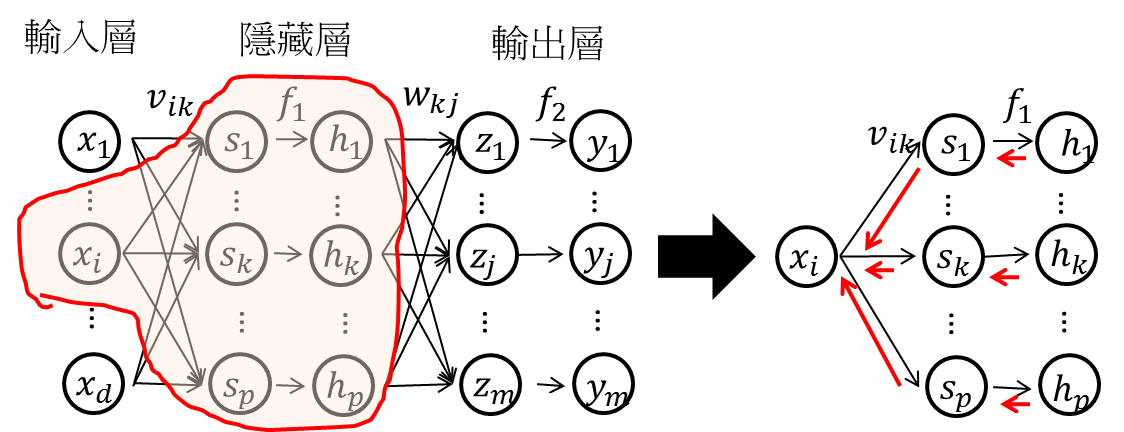 輸入層 隱藏層 輸出層
v_{ik} f_1 w_{kj} f_2 f_1
x_1 s_1 h_1 z_1 y_1 v_{ik} s_1 h_1
⋮ ⋮ ⋮ ⋮ ⋮ ⋮ ⋮
x_i s_k h_k z_j y_j x_i s_k h_k
⋮ ⋮ ⋮ ⋮ ⋮ ⋮ ⋮
x_d s_p h_p z_m y_m s_p h_p